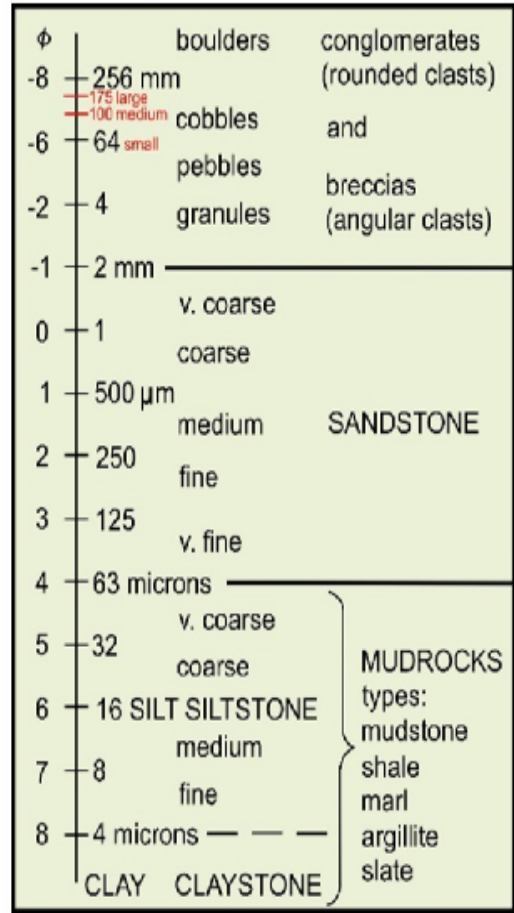 ϕ boulders conglomerates
-8 256 mm (rounded clasts)
175 large
100 medium cobbles and
-6 64 small
pebbles breccias
-2 4 granules (angular clasts)
-1 2 mm
v. coarse
0 1
coarse
1 500 µm
medium SANDSTONE
2 250
fine
3 125
v. fine
4 63 microns
v. coarse
5 32
coarse MUDROCKS
types:
6 16 SILT SILTSTONE
mudstone
medium
7 8 shale
fine marl
8 4 microns argillite
slate
CLAY CLAYSTONE